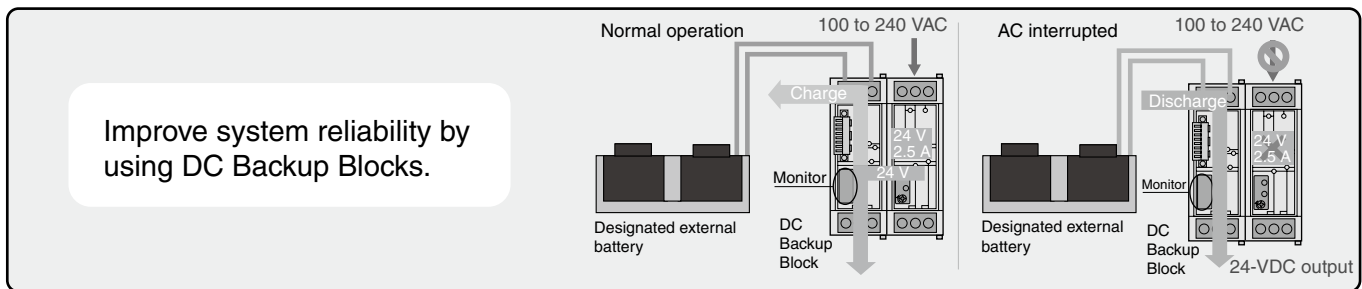 Improve system reliability by
using DC Backup Blocks.
Normal operation
100 to 240 VAC
Charge
24 V
2.5 A
24 V
Monitor
Designated external
battery
DC
Backup
Block
AC interrupted
100 to 240 VAC
Discharge
24 V
2.5 A
Monitor
Designated external
battery
DC
Backup
Block
24-VDC output